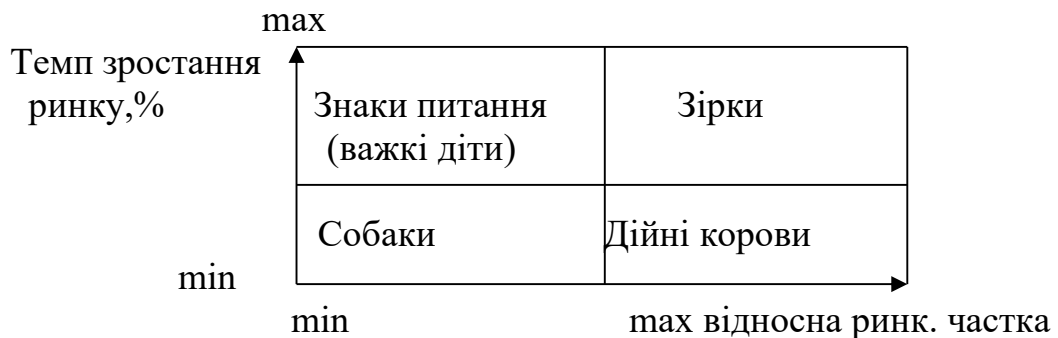 max
Темп зростання
ринку,%
Знаки питання
Зірки
(важкі діти)
Собаки
Дійні корови
min
min
max відносна ринк. частка